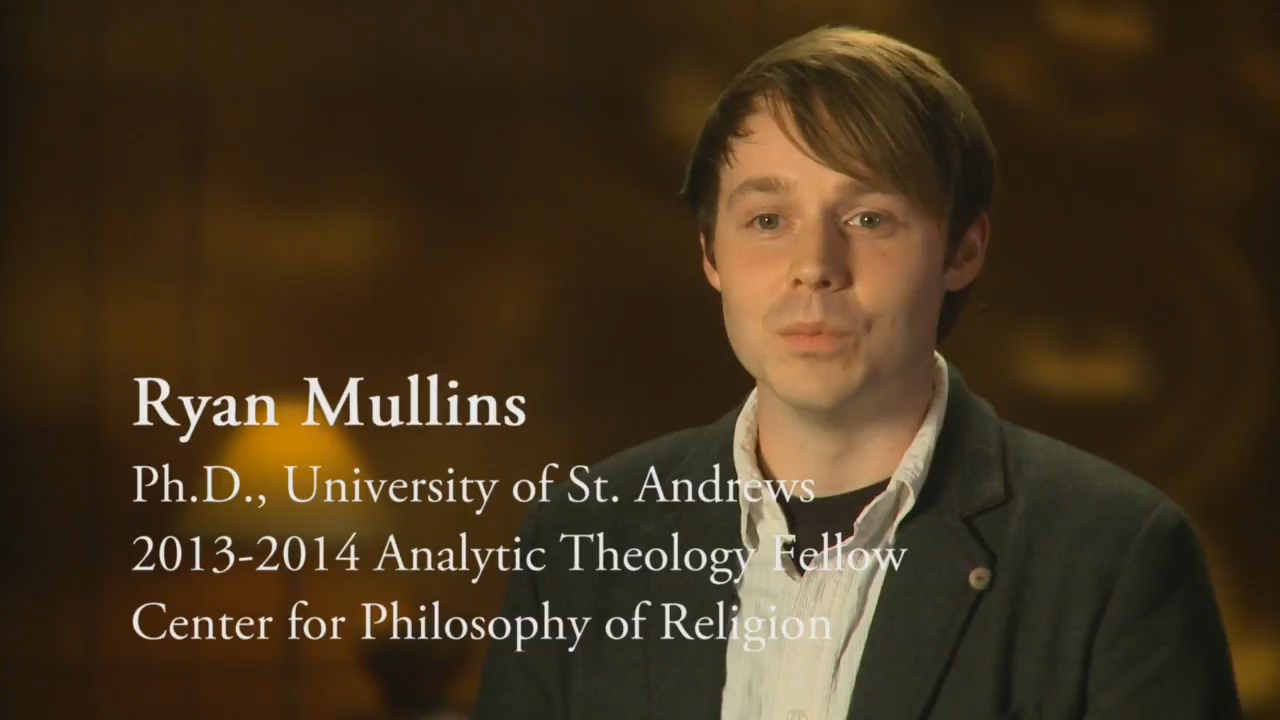 Ryan Mullins
Ph.D., University of St. Andrews
2013-2014 Analytic Theology Fellow
Center for Philosophy of Religion